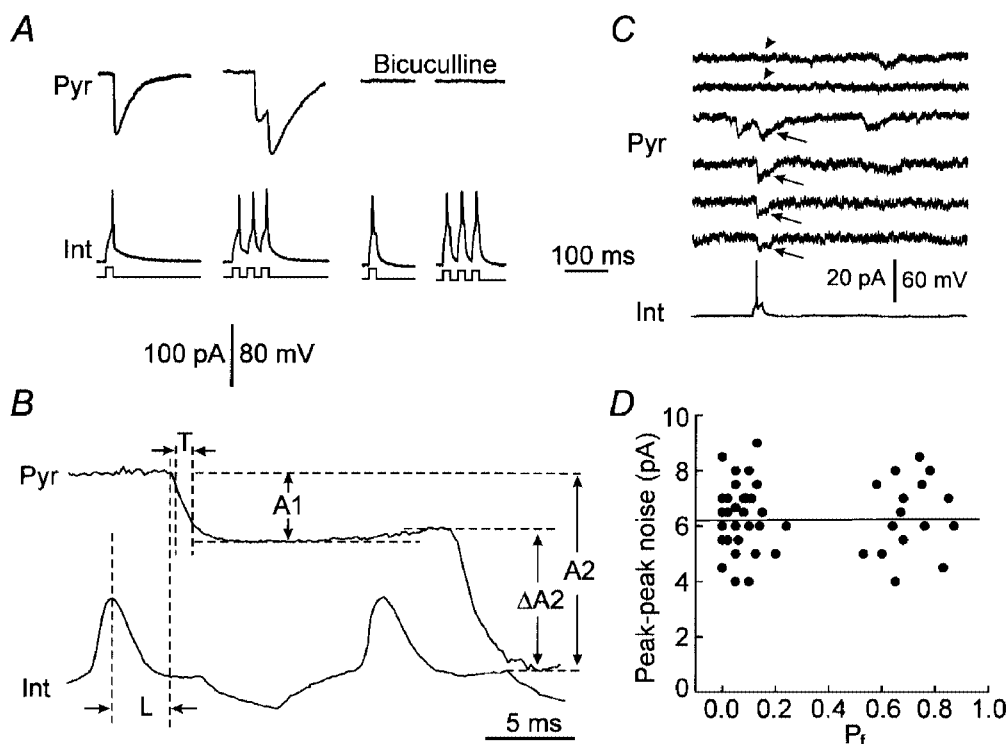 A
Pyr
Bicuculline
Int
100 ms
100 pA 80 mV
B
Pyr
T
A1
A2
ΔA2
Int
L
5 ms
C
Pyr
20 pA 60 mV
Int
D
Peak-peak noise (pA)
10
8
6
4
2
0
0.0 0.2 0.4 0.6 0.8 1.0
Pf